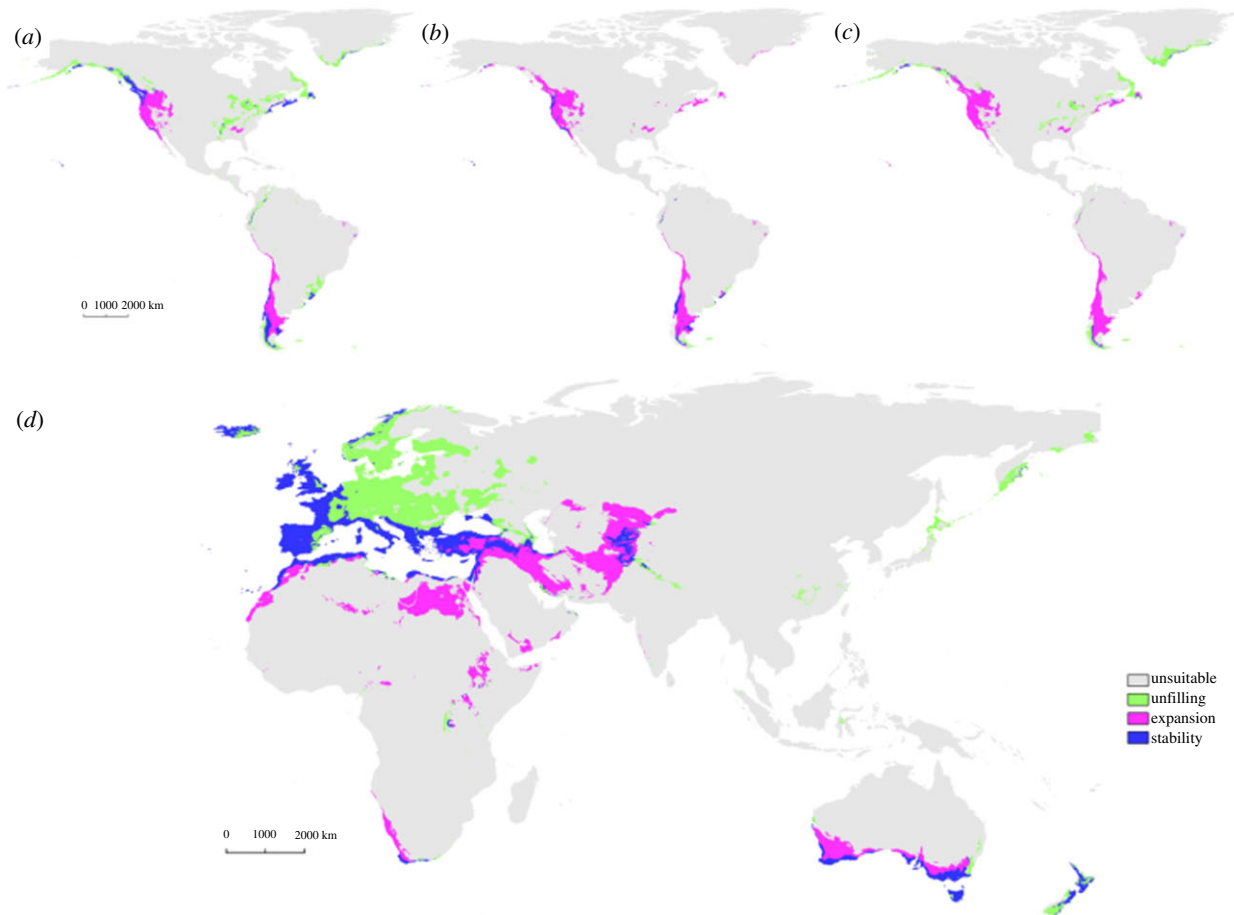 (a)
(b)
(c)
0 1000 2000 km
(d)
unsuitable
unfilling
expansion
stability
0 1000 2000 km